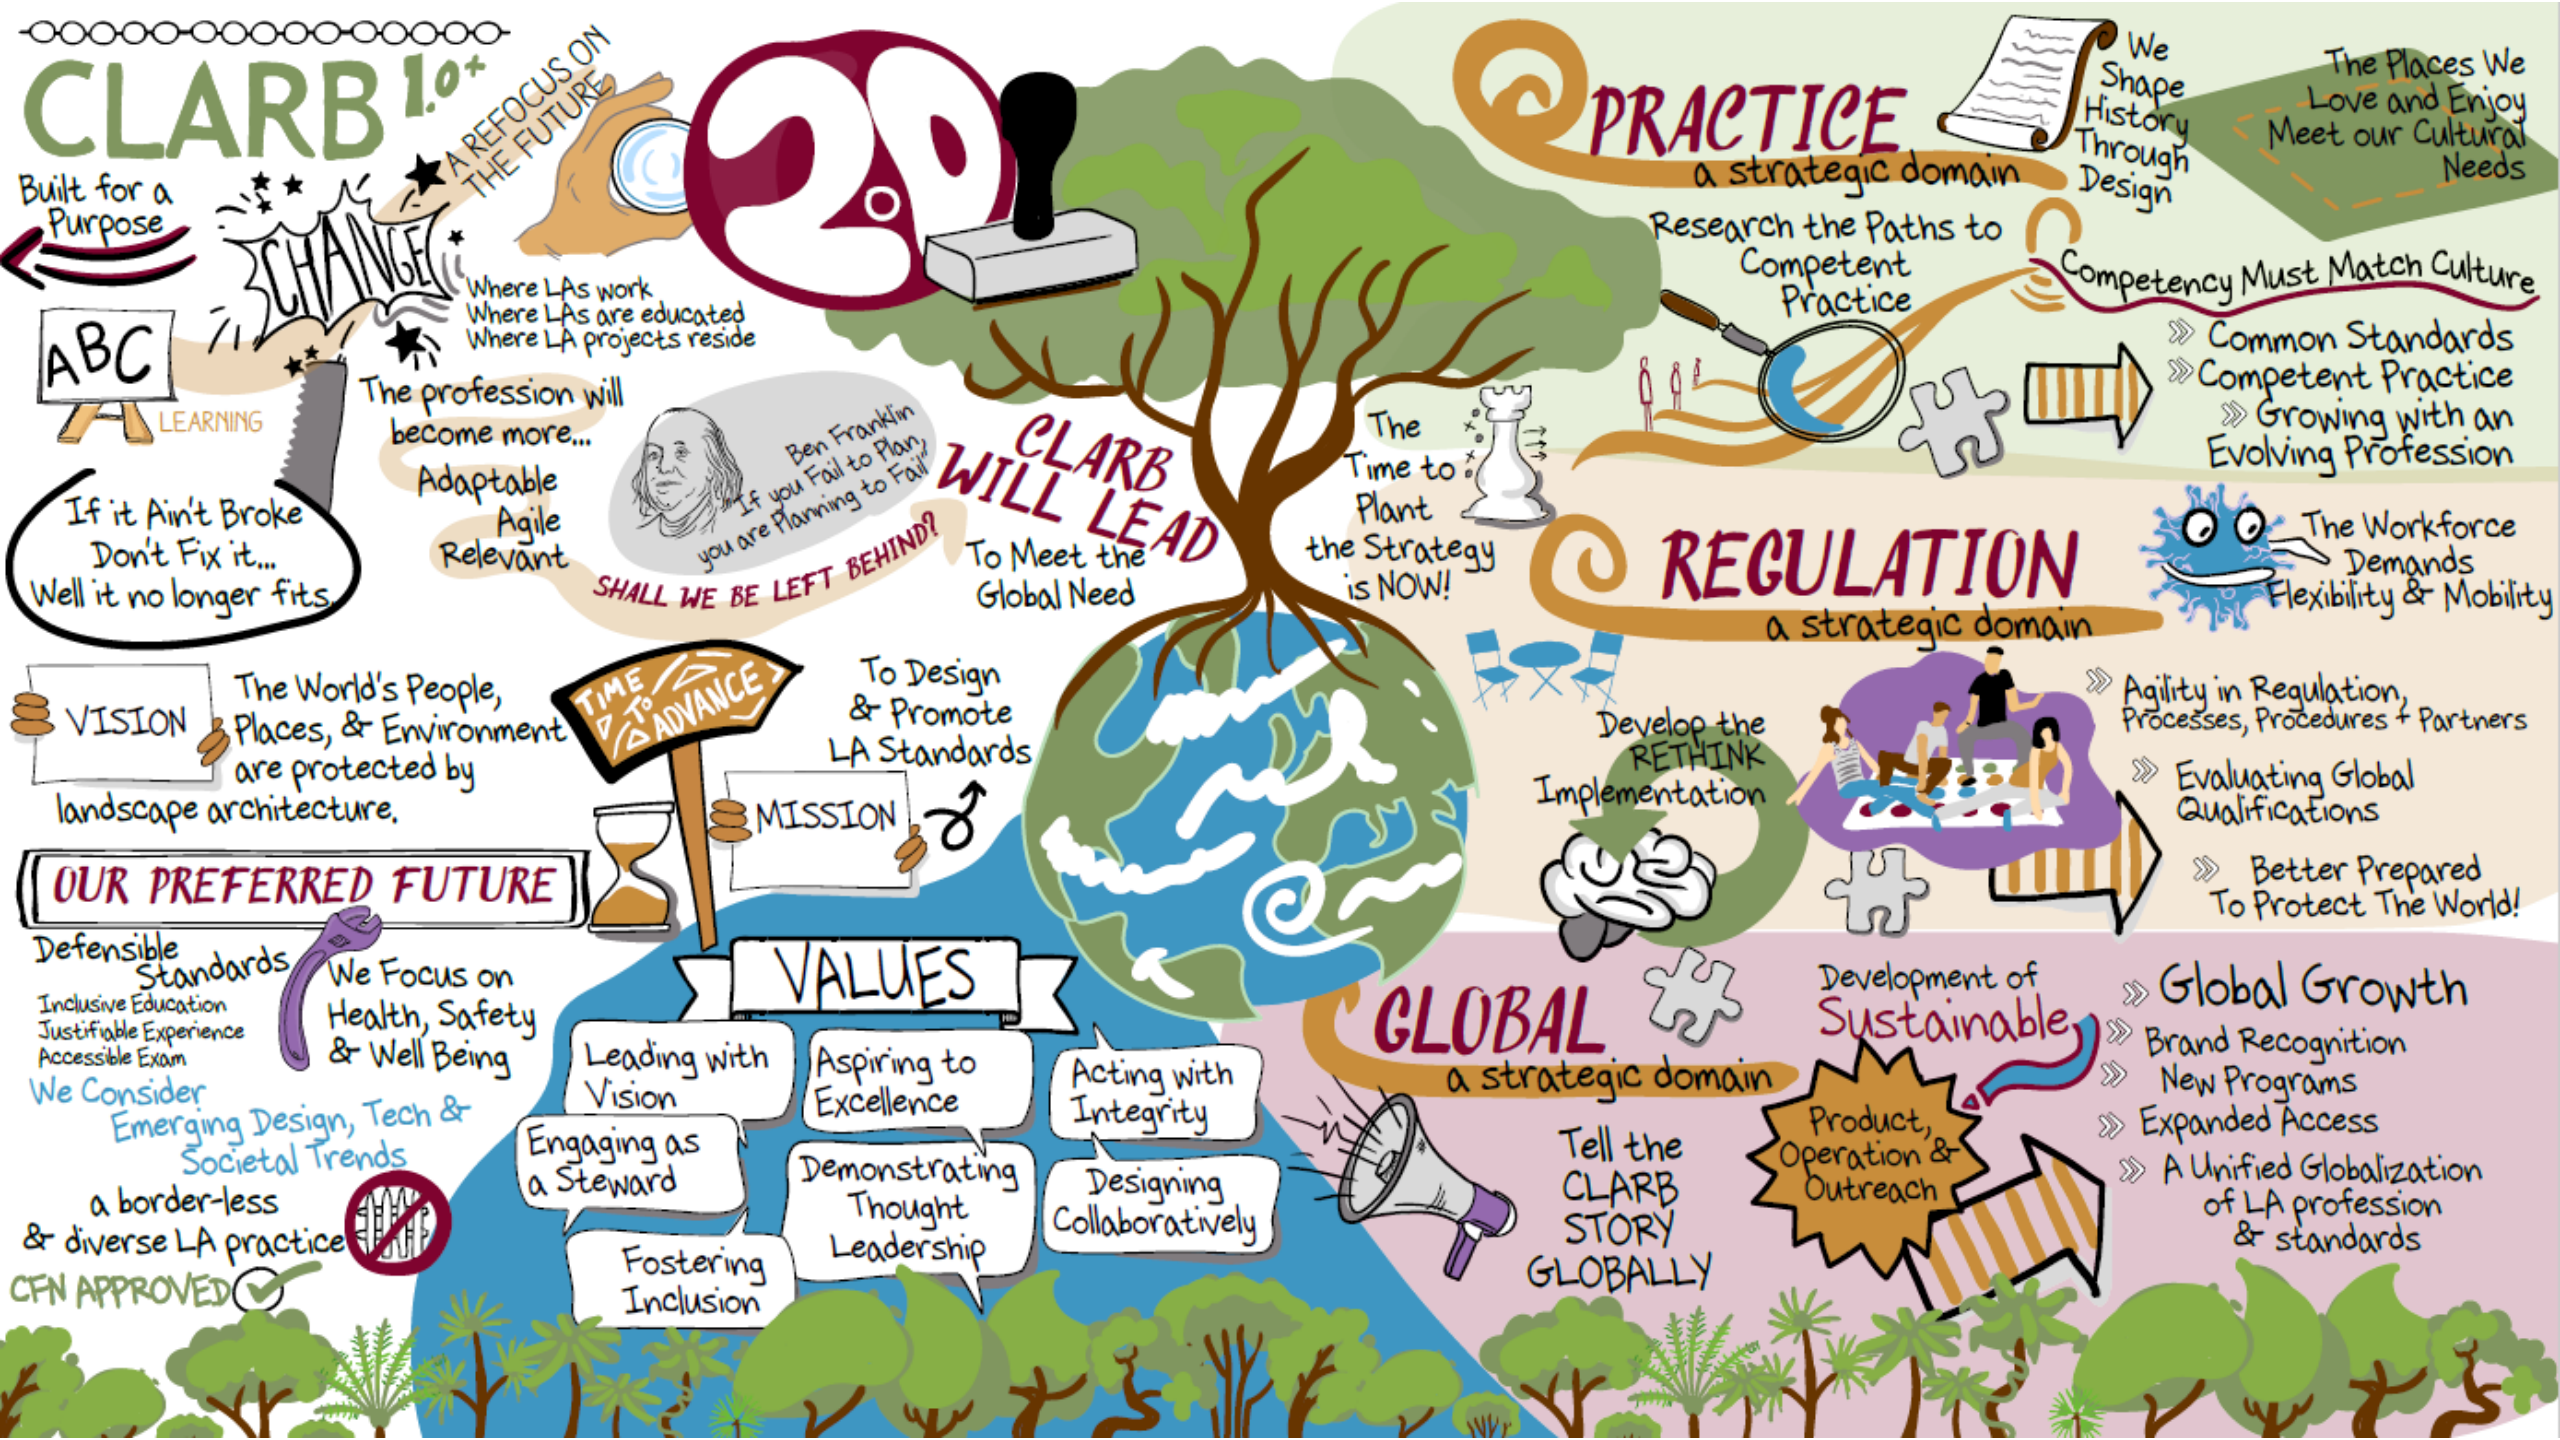 CLARB 1.0+
Built for a
Purpose
CHANGE
A REFOCUS ON
THE FUTURE
2.0
ABC
LEARNING
Where LAs work
Where LAs are educated
Where LA projects reside
The profession will
become more...
Adaptable
Agile
Relevant
If it Ain't Broke
Don't Fix it...
Well it no longer fits
Ben Franklin
"If you Fail to Plan,
you are Planning to Fail"
SHALL WE BE LEFT BEHIND?
CLARB
WILL LEAD
To Meet the
Global Need
The
Time to
Plant
the Strategy
is NOW!
VISION
The World's People,
Places, & Environment
are protected by
landscape architecture.
TIME
TO
ADVANCE
To Design
& Promote
LA Standards
MISSION
OUR PREFERRED FUTURE
Defensible
Standards
Inclusive Education
Justifiable Experience
Accessible Exam
We Focus on
Health, Safety
& Well Being
We Consider
Emerging Design, Tech &
Societal Trends
a border-less
& diverse LA practice
CFN APPROVED
VALUES
Leading with
Vision
Aspiring to
Excellence
Acting with
Integrity
Engaging as
a Steward
Demonstrating
Thought
Leadership
Designing
Collaboratively
Fostering
Inclusion
PRACTICE
a strategic domain
We
Shape
History
Through
Design
The Places We
Love and Enjoy
Meet our Cultural
Needs
Research the Paths to
Competent
Practice
Competency Must Match Culture
» Common Standards
» Competent Practice
» Growing with an
Evolving Profession
REGULATION
a strategic domain
The Workforce
Demands
Flexibility & Mobility
Develop the
RETHINK
Implementation
» Agility in Regulation,
Processes, Procedures + Partners
» Evaluating Global
Qualifications
» Better Prepared
To Protect The World!
GLOBAL
a strategic domain
Tell the
CLARB
STORY
GLOBALLY
Development of
Sustainable
Product,
Operation &
Outreach
» Global Growth
» Brand Recognition
» New Programs
» Expanded Access
» A Unified Globalization
of LA profession
& standards